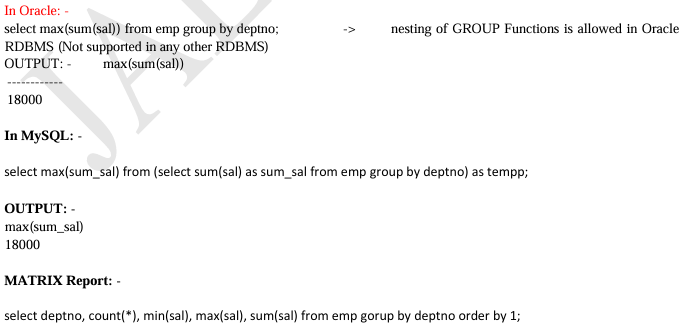 In Oracle: -
select max(sum(sal)) from emp group by deptno; -> nesting of GROUP Functions is allowed in Oracle
RDBMS (Not supported in any other RDBMS)
OUTPUT: - max(sum(sal))
------------
18000
In MySQL: -
select max(sum_sal) from (select sum(sal) as sum_sal from emp group by deptno) as tempp;
OUTPUT: -
max(sum_sal)
18000
MATRIX Report: -
select deptno, count(*), min(sal), max(sal), sum(sal) from emp gorup by deptno order by 1;